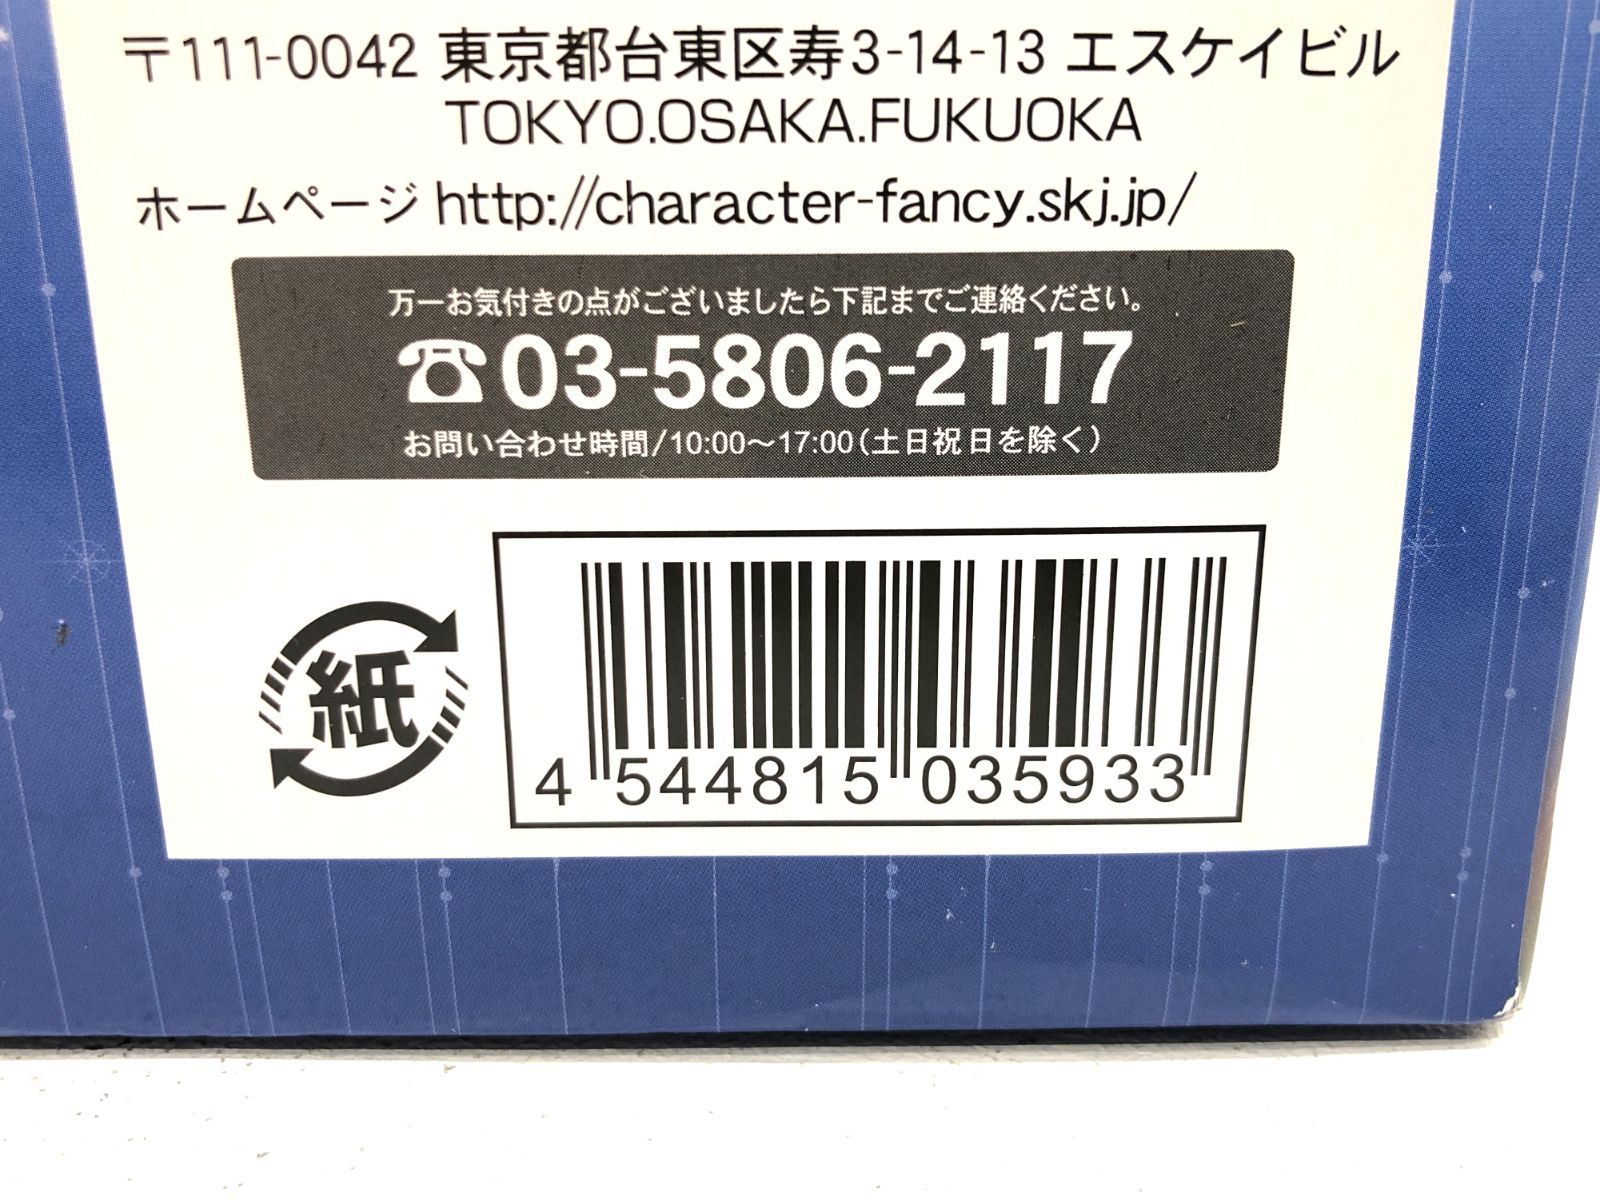 〒111-0042 東京都台東区寿3-14-13 エスケイビル
TOKYO.OSAKA.FUKUOKA
ホームページ http://character-fancy.skj.jp/
万一お気付きの点がございましたら下記までご連絡ください。
☎03-5806-2117
お問い合わせ時間/10:00～17:00(土日祝日を除く)
紙
4 544815 035933